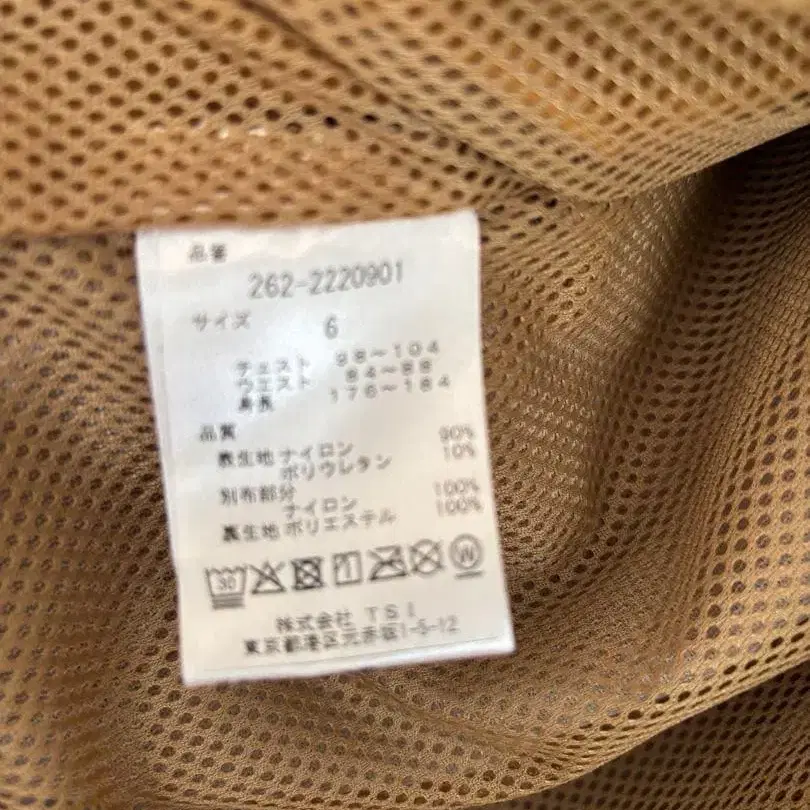 品番
262-2220901
サイズ 6
チェスト 98〜104
ウエスト 84〜88
身長 176〜184
品質
表生地 ナイロン 90%
ポリウレタン 10%
別布部分
ナイロン 100%
裏生地 ポリエステル 100%
30 W
株式会社 TSI
東京都港区元赤坂1-5-12